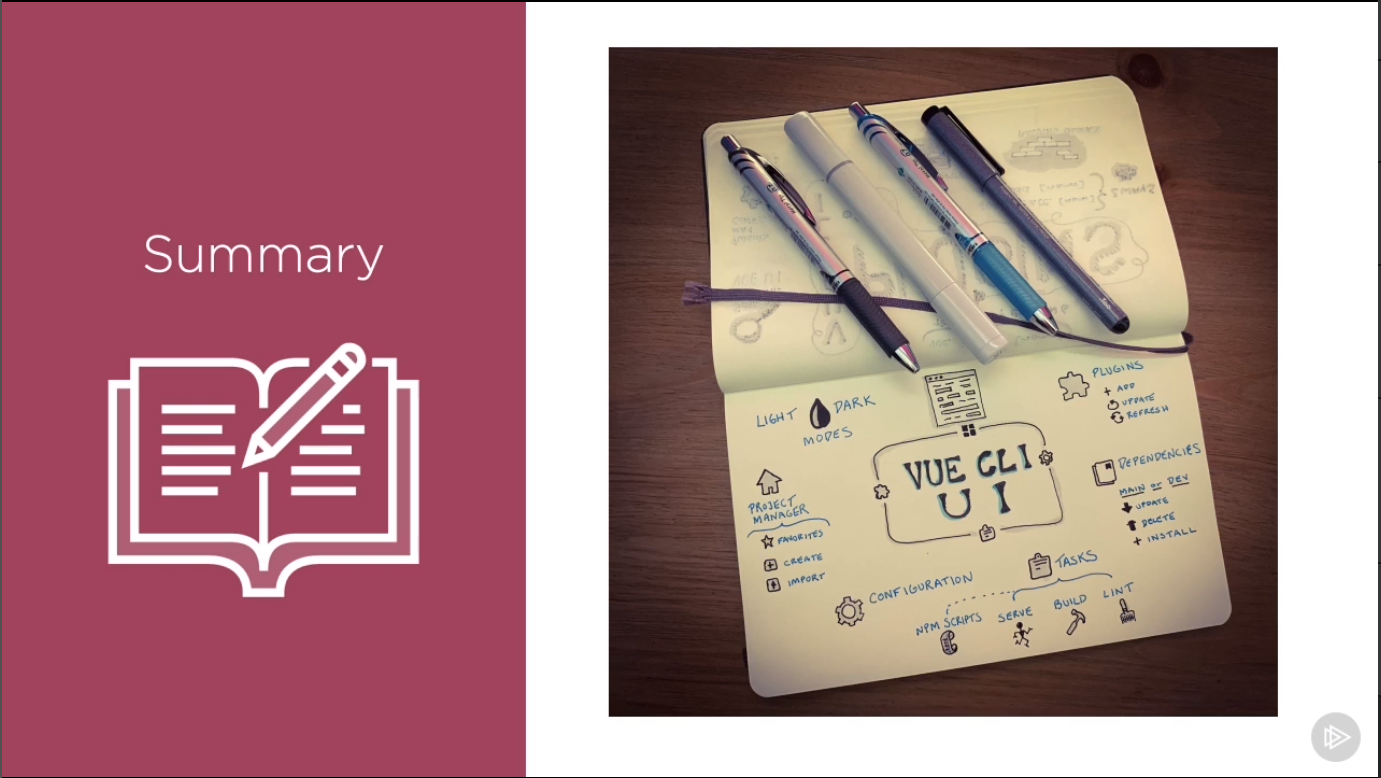 Summary
LIGHT DARK
MODES
VUE CLI
UI
PLUGINS
+ ADD
UPDATE
REFRESH
DEPENDENCIES
MAIN or DEV
UPDATE
DELETE
+ INSTALL
PROJECT
MANAGER
FAVORITES
CREATE
IMPORT
CONFIGURATION
TASKS
NPM SCRIPTS
SERVE
BUILD
LINT